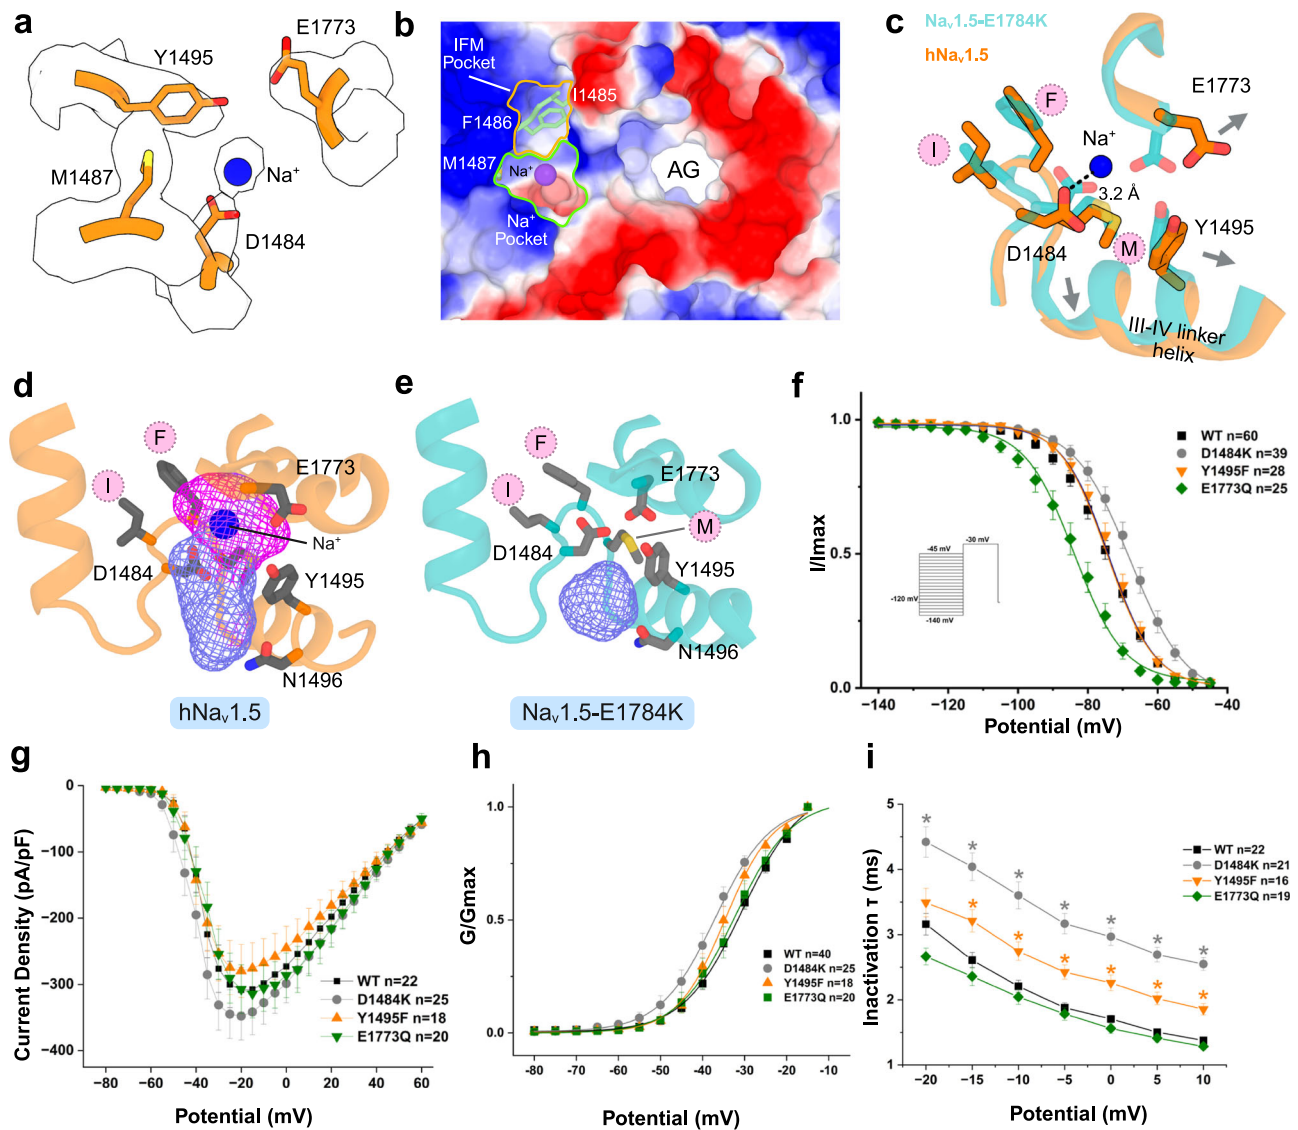 a
Y1495
E1773
M1487
Na⁺
D1484
b
IFM
Pocket
I1485
F1486
M1487
Na⁺
Na⁺
Pocket
AG
c
Naᵥ1.5-E1784K
hNaᵥ1.5
F
E1773
Na⁺
I
3.2 Å
Y1495
D1484
M
III-IV linker
helix
d
F
E1773
I
Na⁺
D1484
Y1495
N1496
hNaᵥ1.5
e
F
E1773
I
M
D1484
Y1495
N1496
Naᵥ1.5-E1784K
f
1.0
0.5
0.0
I/Imax
WT n=60
D1484K n=39
Y1495F n=28
E1773Q n=25
-30 mV
-45 mV
-120 mV
-140 mV
−140 −120 −100 −80 −60 −40
Potential (mV)
g
0
−100
−200
−300
−400
Current Density (pA/pF)
WT n=22
D1484K n=25
Y1495F n=18
E1773Q n=20
−80 −60 −40 −20 0 20 40 60
Potential (mV)
h
1.0
0.5
0.0
G/Gmax
WT n=40
D1484K n=25
Y1495F n=18
E1773Q n=20
-80 -70 -60 -50 -40 -30 -20 -10
Potential (mV)
i
5
4
3
2
1
Inactivation τ (ms)
* * * * * * *
* * * * * *
WT n=22
D1484K n=21
Y1495F n=16
E1773Q n=19
−20 −15 −10 −5 0 5 10
Potential (mV)